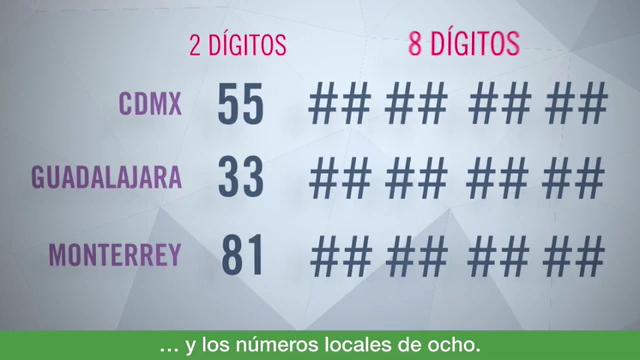 2 DÍGITOS 8 DÍGITOS
CDMX 55 ## ## ## ##
GUADALAJARA 33 ## ## ## ##
MONTERREY 81 ## ## ## ##
… y los números locales de ocho.